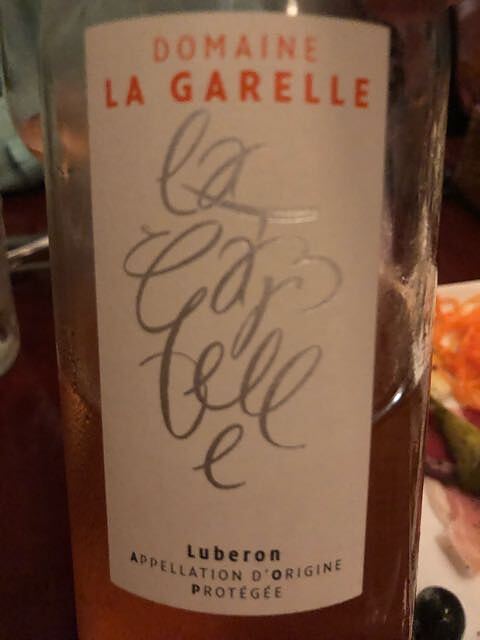 DOMAINE
LA GARELLE
la
Gar
elle
e
Luberon
APPELLATION D'ORIGINE
PROTÉGÉE